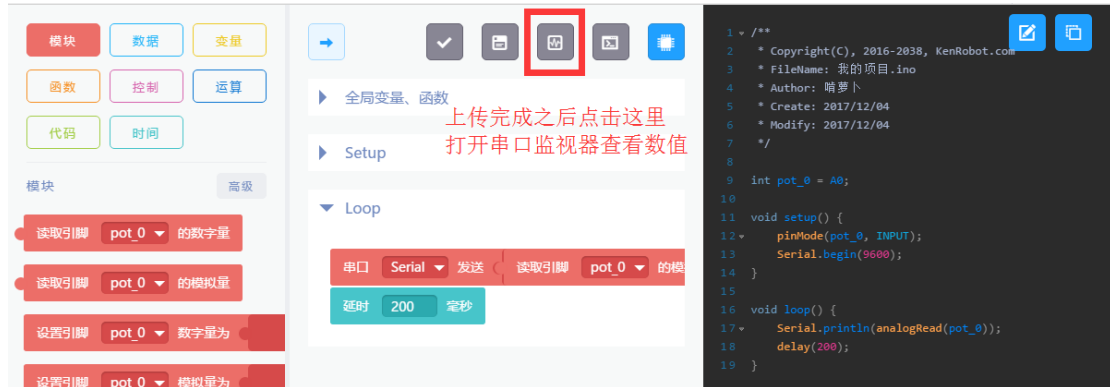 模块
数据
变量
函数
控制
运算
代码
时间
模块
高级
读取引脚 pot_0 的数字量
读取引脚 pot_0 的模拟量
设置引脚 pot_0 数字量为
设置引脚 pot_0 模拟量为
全局变量、函数
上传完成之后点击这里
打开串口监视器查看数值
Setup
Loop
串口 Serial 发送 读取引脚 pot_0 的模
延时 200 毫秒
1 /**
2 * Copyright(C), 2016-2038, KenRobot.com
3 * FileName: 我的项目.ino
4 * Author: 啃萝卜
5 * Create: 2017/12/04
6 * Modify: 2017/12/04
7 */
8
9 int pot_0 = A0;
10
11 void setup() {
12 pinMode(pot_0, INPUT);
13 Serial.begin(9600);
14 }
15
16 void loop() {
17 Serial.println(analogRead(pot_0));
18 delay(200);
19 }